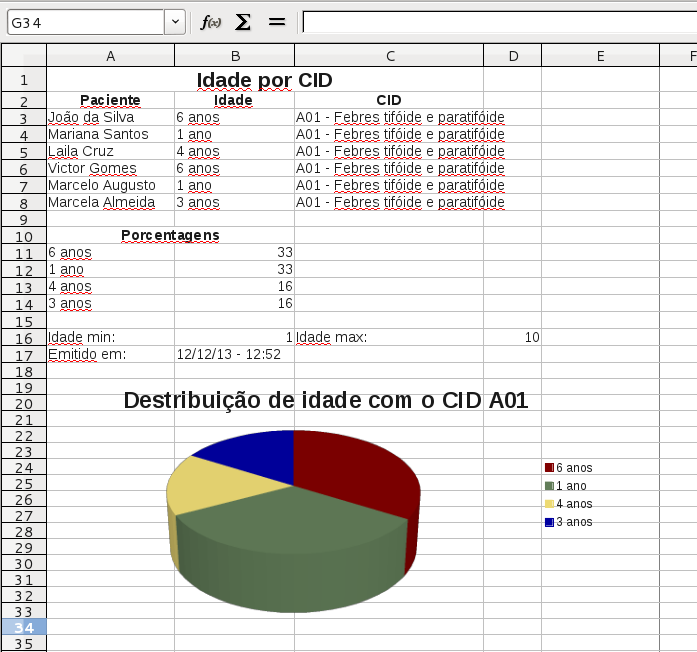 G34
f(x) Σ =
A B C D E F
1 Idade por CID
2 Paciente Idade CID
3 João da Silva 6 anos A01 - Febres tifóide e paratifóide
4 Mariana Santos 1 ano A01 - Febres tifóide e paratifóide
5 Laila Cruz 4 anos A01 - Febres tifóide e paratifóide
6 Victor Gomes 6 anos A01 - Febres tifóide e paratifóide
7 Marcelo Augusto 1 ano A01 - Febres tifóide e paratifóide
8 Marcela Almeida 3 anos A01 - Febres tifóide e paratifóide
9
10 Porcentagens
11 6 anos 33
12 1 ano 33
13 4 anos 16
14 3 anos 16
15
16 Idade min: 1 Idade max: 10
17 Emitido em: 12/12/13 - 12:52
18
19
20 Destribuição de idade com o CID A01
21
22
23
24 6 anos
25 1 ano
26 4 anos
27 3 anos
28
29
30
31
32
33
34
35